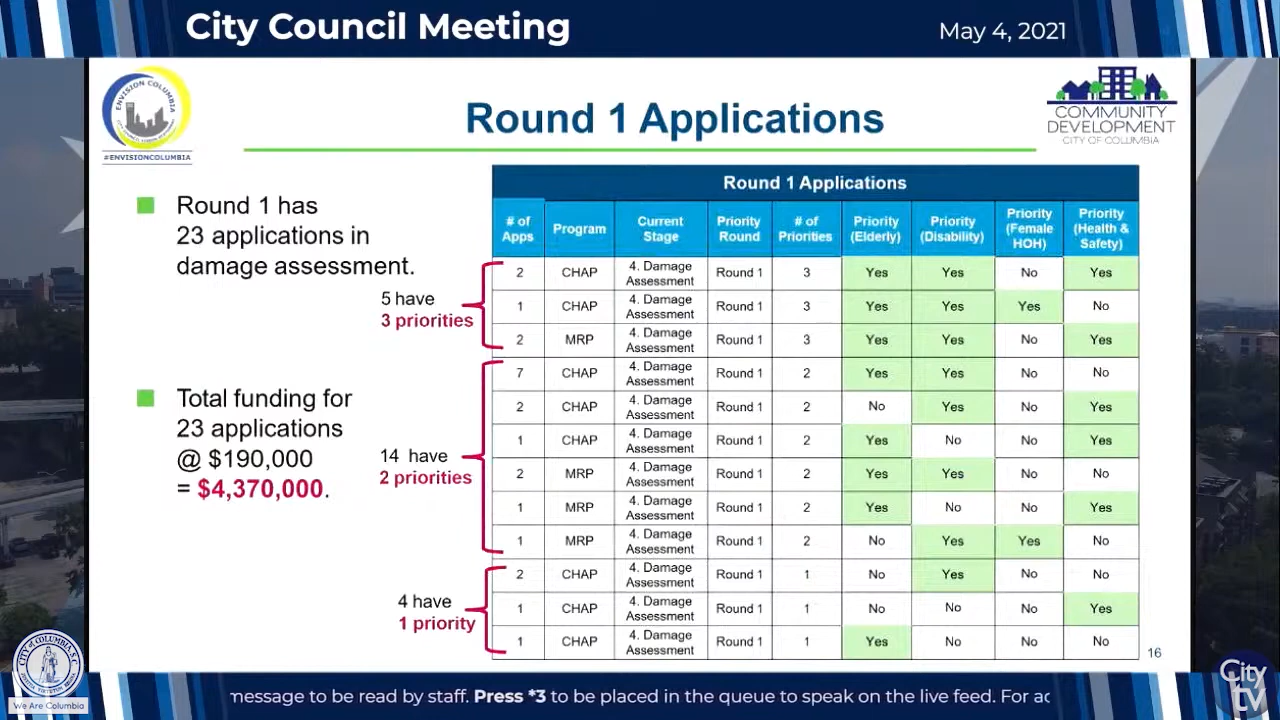 City Council Meeting
May 4, 2021
ENVISION COLUMBIA
#ENVISIONCOLUMBIA
Round 1 Applications
COMMUNITY
DEVELOPMENT
CITY OF COLUMBIA
Round 1 has
23 applications in
damage assessment.
5 have
3 priorities
Total funding for
23 applications
@ $190,000
= $4,370,000.
14 have
2 priorities
4 have
1 priority
Round 1 Applications
# of Apps Program Current Stage Priority Round # of Priorities Priority (Elderly) Priority (Disability) Priority (Female HOH) Priority (Health & Safety)
2 CHAP 4. Damage Assessment Round 1 3 Yes Yes No Yes
1 CHAP 4. Damage Assessment Round 1 3 Yes Yes Yes No
2 MRP 4. Damage Assessment Round 1 3 Yes Yes No Yes
7 CHAP 4. Damage Assessment Round 1 2 Yes Yes No No
2 CHAP 4. Damage Assessment Round 1 2 No Yes No Yes
1 CHAP 4. Damage Assessment Round 1 2 Yes No No Yes
2 MRP 4. Damage Assessment Round 1 2 Yes Yes No No
1 MRP 4. Damage Assessment Round 1 2 Yes No No Yes
1 MRP 4. Damage Assessment Round 1 2 No Yes Yes No
2 CHAP 4. Damage Assessment Round 1 1 No Yes No No
1 CHAP 4. Damage Assessment Round 1 1 No No No Yes
1 CHAP 4. Damage Assessment Round 1 1 Yes No No No
16
We Are Columbia
message to be read by staff. Press *3 to be placed in the queue to speak on the live feed. For ad
City
tv